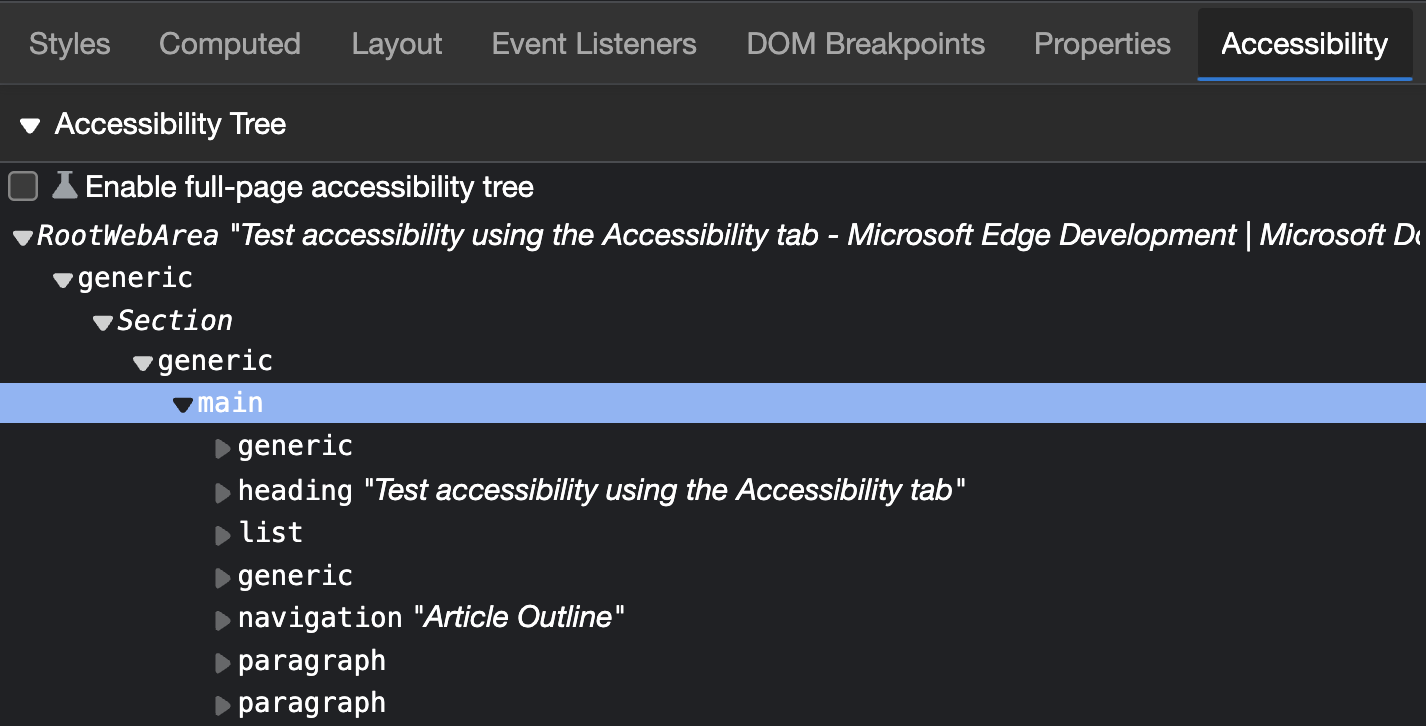 Styles Computed Layout Event Listeners DOM Breakpoints Properties Accessibility
Accessibility Tree
Enable full-page accessibility tree
RootWebArea "Test accessibility using the Accessibility tab - Microsoft Edge Development | Microsoft
generic
Section
generic
main
generic
heading "Test accessibility using the Accessibility tab"
list
generic
navigation "Article Outline"
paragraph
paragraph